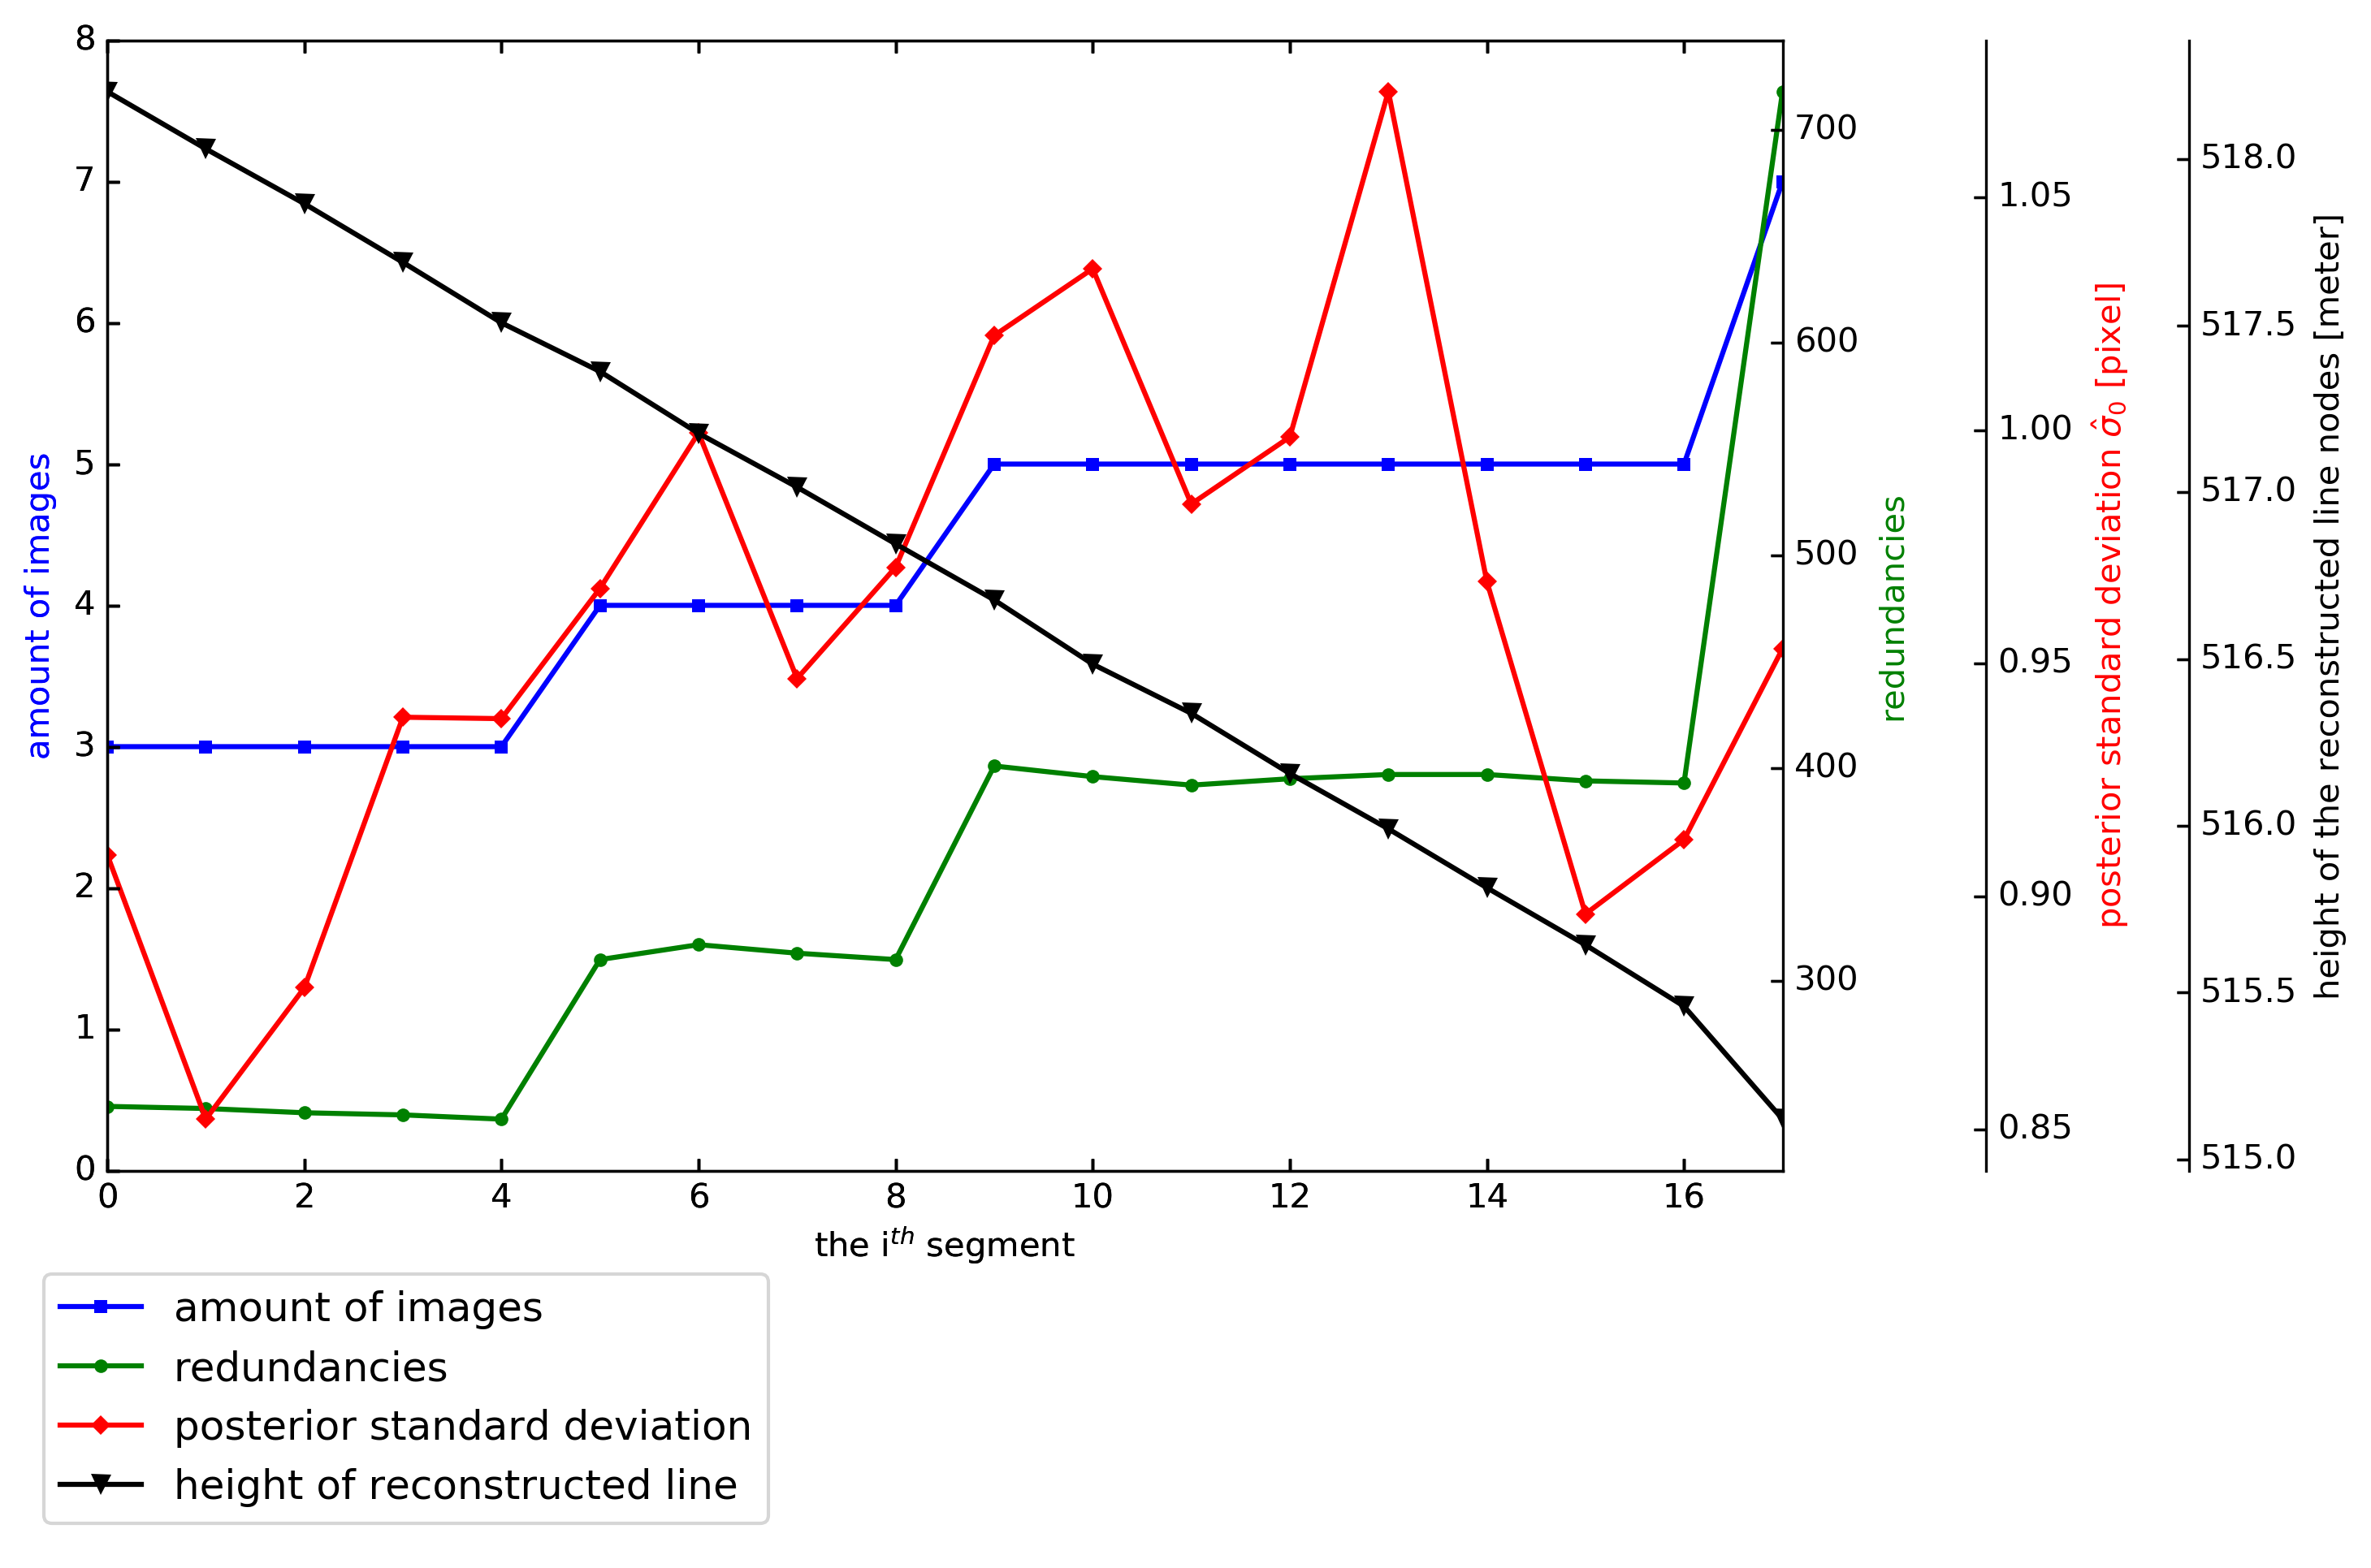 8
7
6
5
4
3
2
1
0
amount of images
0 2 4 6 8 10 12 14 16
the i^th segment
700
600
500
400
300
redundancies
1.05
1.00
0.95
0.90
0.85
posterior standard deviation σ̂₀ [pixel]
518.0
517.5
517.0
516.5
516.0
515.5
515.0
height of the reconstructed line nodes [meter]
amount of images
redundancies
posterior standard deviation
height of reconstructed line